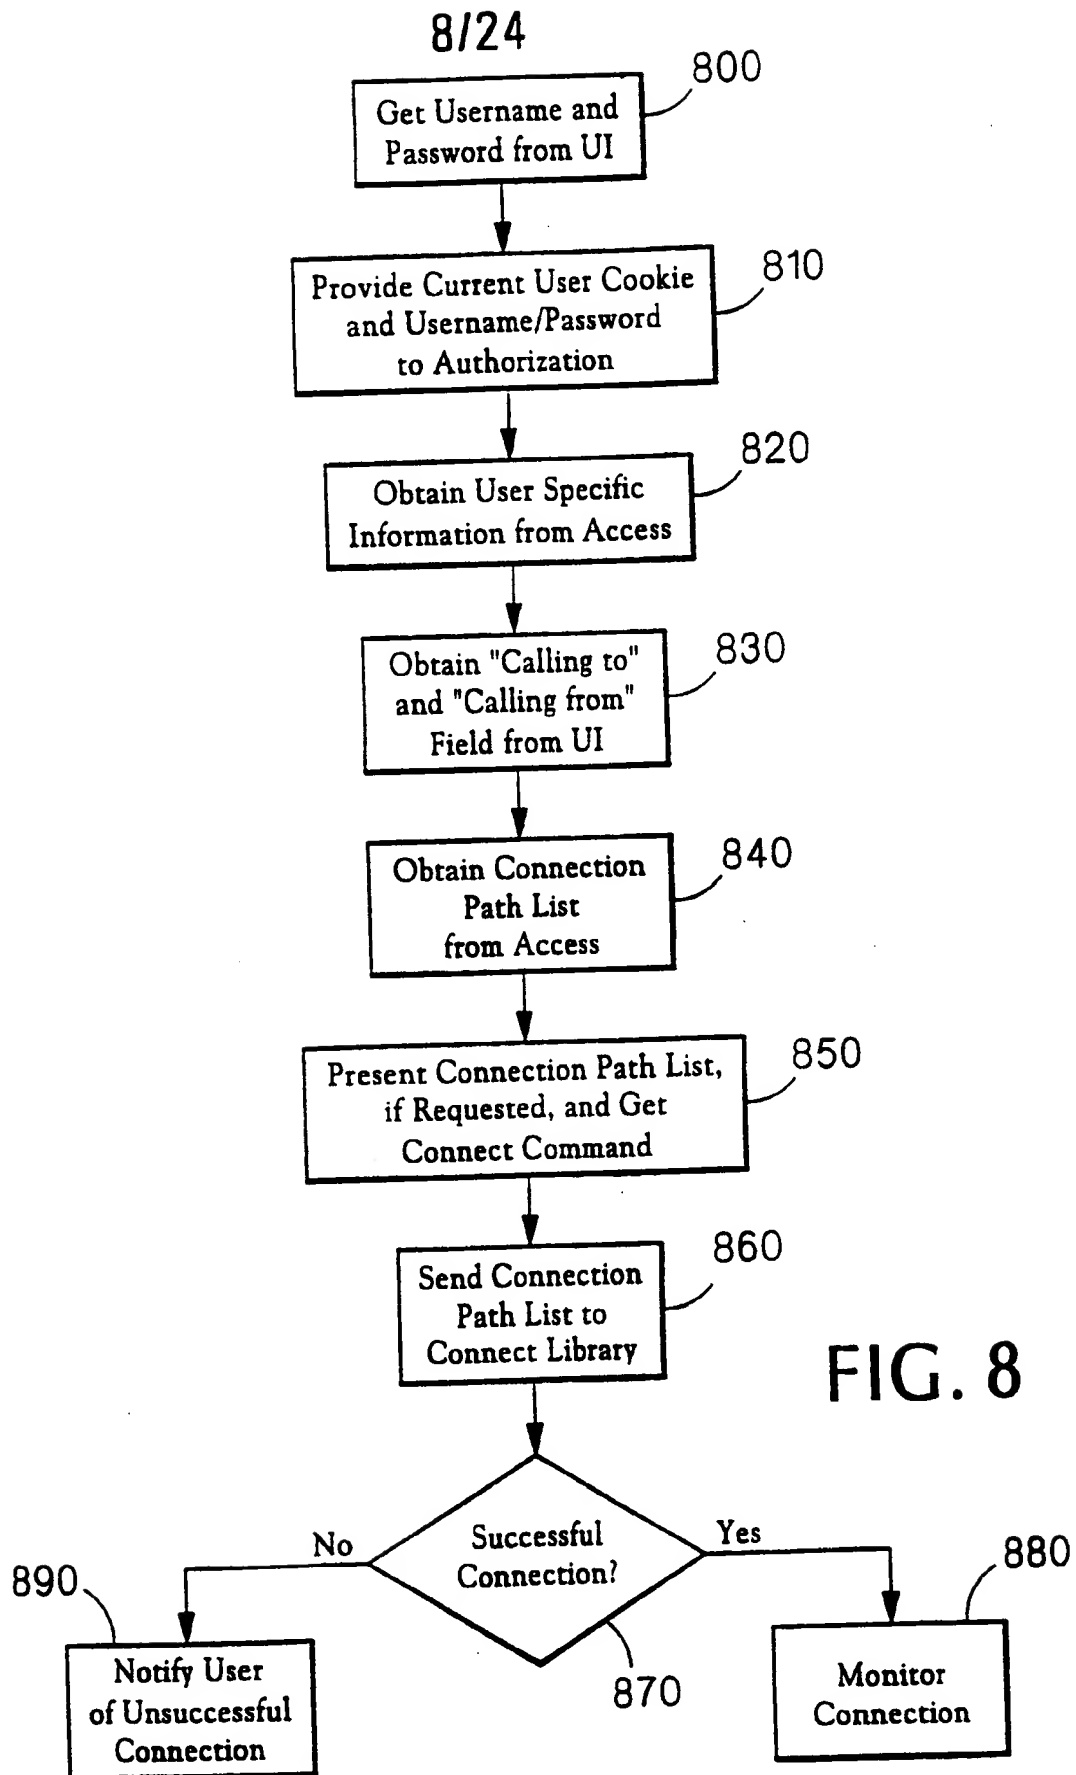 8/24
800
Get Username and
Password from UI
810
Provide Current User Cookie
and Username/Password
to Authorization
820
Obtain User Specific
Information from Access
830
Obtain "Calling to"
and "Calling from"
Field from UI
840
Obtain Connection
Path List
from Access
850
Present Connection Path List,
if Requested, and Get
Connect Command
860
Send Connection
Path List to
Connect Library
FIG. 8
Successful
Connection?
No
Yes
870
890
Notify User
of Unsuccessful
Connection
880
Monitor
Connection